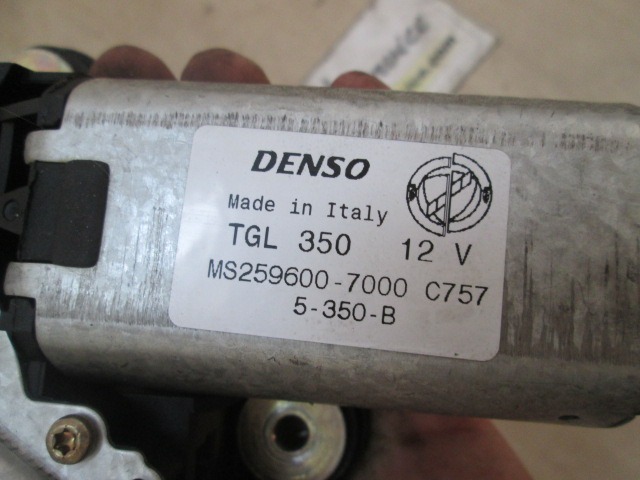 DENSO
Made in Italy
TGL 350 12 V
MS259600-7000 C757
5-350-B